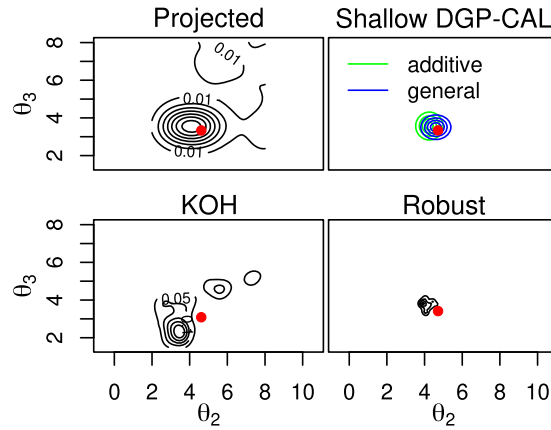 Projected
Shallow DGP-CAL
θ3
8
6
4
2
0.01
0.01
0.01
additive
general
KOH
Robust
θ3
8
6
4
2
0.05
0 2 4 6 8 10
0 2 4 6 8 10
θ2
θ2